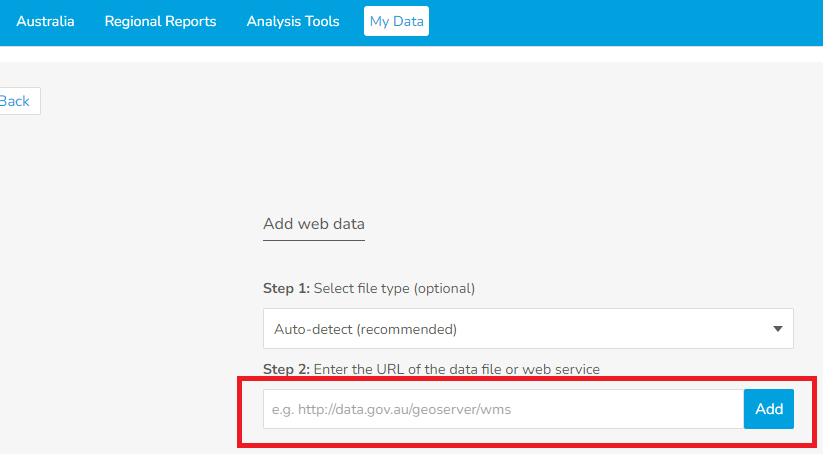 Australia Regional Reports Analysis Tools My Data
Back
Add web data
Step 1: Select file type (optional)
Auto-detect (recommended)
Step 2: Enter the URL of the data file or web service
e.g. http://data.gov.au/geoserver/wms Add